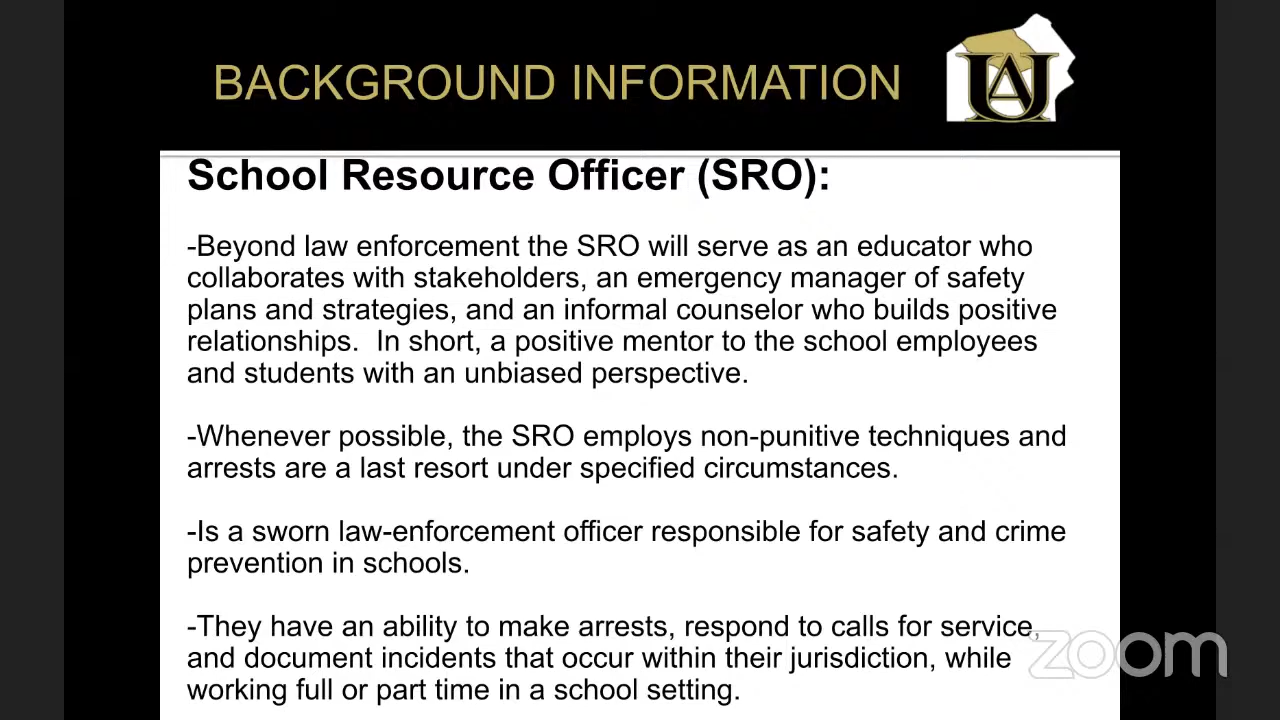 BACKGROUND INFORMATION
UA
School Resource Officer (SRO):
-Beyond law enforcement the SRO will serve as an educator who
collaborates with stakeholders, an emergency manager of safety
plans and strategies, and an informal counselor who builds positive
relationships.  In short, a positive mentor to the school employees
and students with an unbiased perspective.
-Whenever possible, the SRO employs non-punitive techniques and
arrests are a last resort under specified circumstances.
-Is a sworn law-enforcement officer responsible for safety and crime
prevention in schools.
-They have an ability to make arrests, respond to calls for service,
and document incidents that occur within their jurisdiction, while
working full or part time in a school setting.
zoom